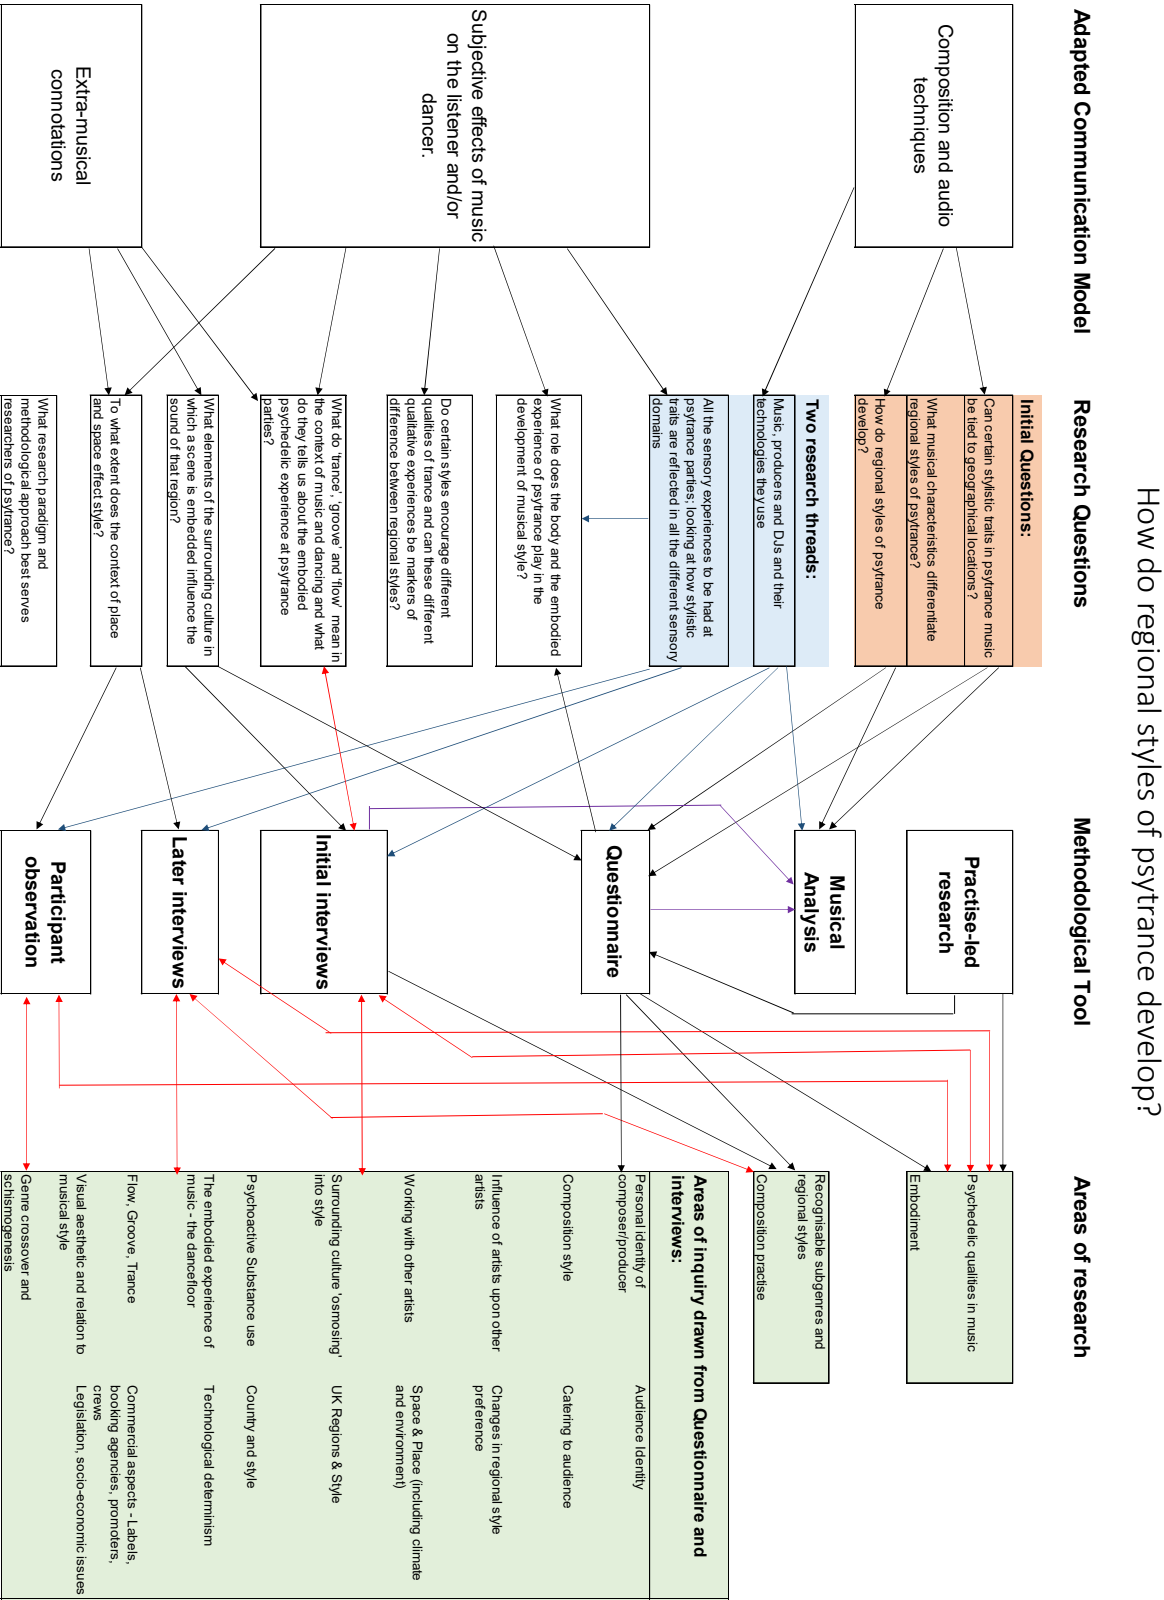 How do regional styles of psytrance develop?
Adapted Communication Model
Research Questions
Methodological Tool
Areas of research
Composition and audio
techniques
Subjective effects of music
on the listener and/or
dancer.
Extra-musical
connotations
Initial Questions:
Can certain stylistic traits in psytrance music
be tied to geographical locations?
What musical characteristics differentiate
regional styles of psytrance?
How do regional styles of psytrance
develop?
Two research threads:
Music, producers and DJs and their
technologies they use
All the sensory experiences to be had at
psytrance parties; looking at how stylistic
traits are reflected in all the different sensory
domains
What role does the body and the embodied
experience of psytrance play in the
development of musical style?
Do certain styles encourage different
qualities of trance and can these different
qualitative experiences be markers of
difference between regional styles?
What do 'trance', 'groove' and 'flow' mean in
the context of music and dancing and what
do they tells us about the embodied
psychedelic experience at psytrance
parties?
What elements of the surrounding culture in
which a scene is embedded influence the
sound of that region?
To what extent does the context of place
and space effect style?
What research paradigm and
methodological approach best serves
researchers of psytrance?
Practise-led
research
Musical
Analysis
Questionnaire
Initial interviews
Later interviews
Participant
observation
Psychedelic qualities in music
Embodiment
Recognisable subgenres and
regional styles
Composition practise
Areas of inquiry drawn from Questionnaire and
interviews:
Personal identity of
composer/producer
Audience Identity
Composition style
Catering to audience
Influence of artists upon other
artists
Changes in regional style
preference
Working with other artists
Space & Place (including climate
and environment)
Surrounding culture 'osmosing'
into style
UK Regions & Style
Psychoactive Substance use
Country and style
The embodied experience of
music - the dancefloor
Technological determinism
Flow, Groove, Trance
Commercial aspects - Labels,
booking agencies, promoters,
crews
Visual aesthetic and relation to
musical style
Legislation, socio-economic issues
Genre crossover and
schismogenesis